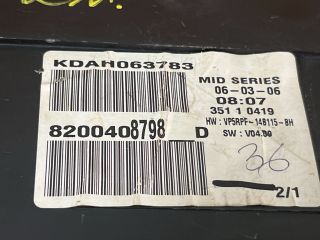 KDAH063783
MID SERIES
06-03-06
08:07
351 1 0419
HW : VP5RPF-14B115-BH
SW : V04.00
8200408798 D
36
2/1